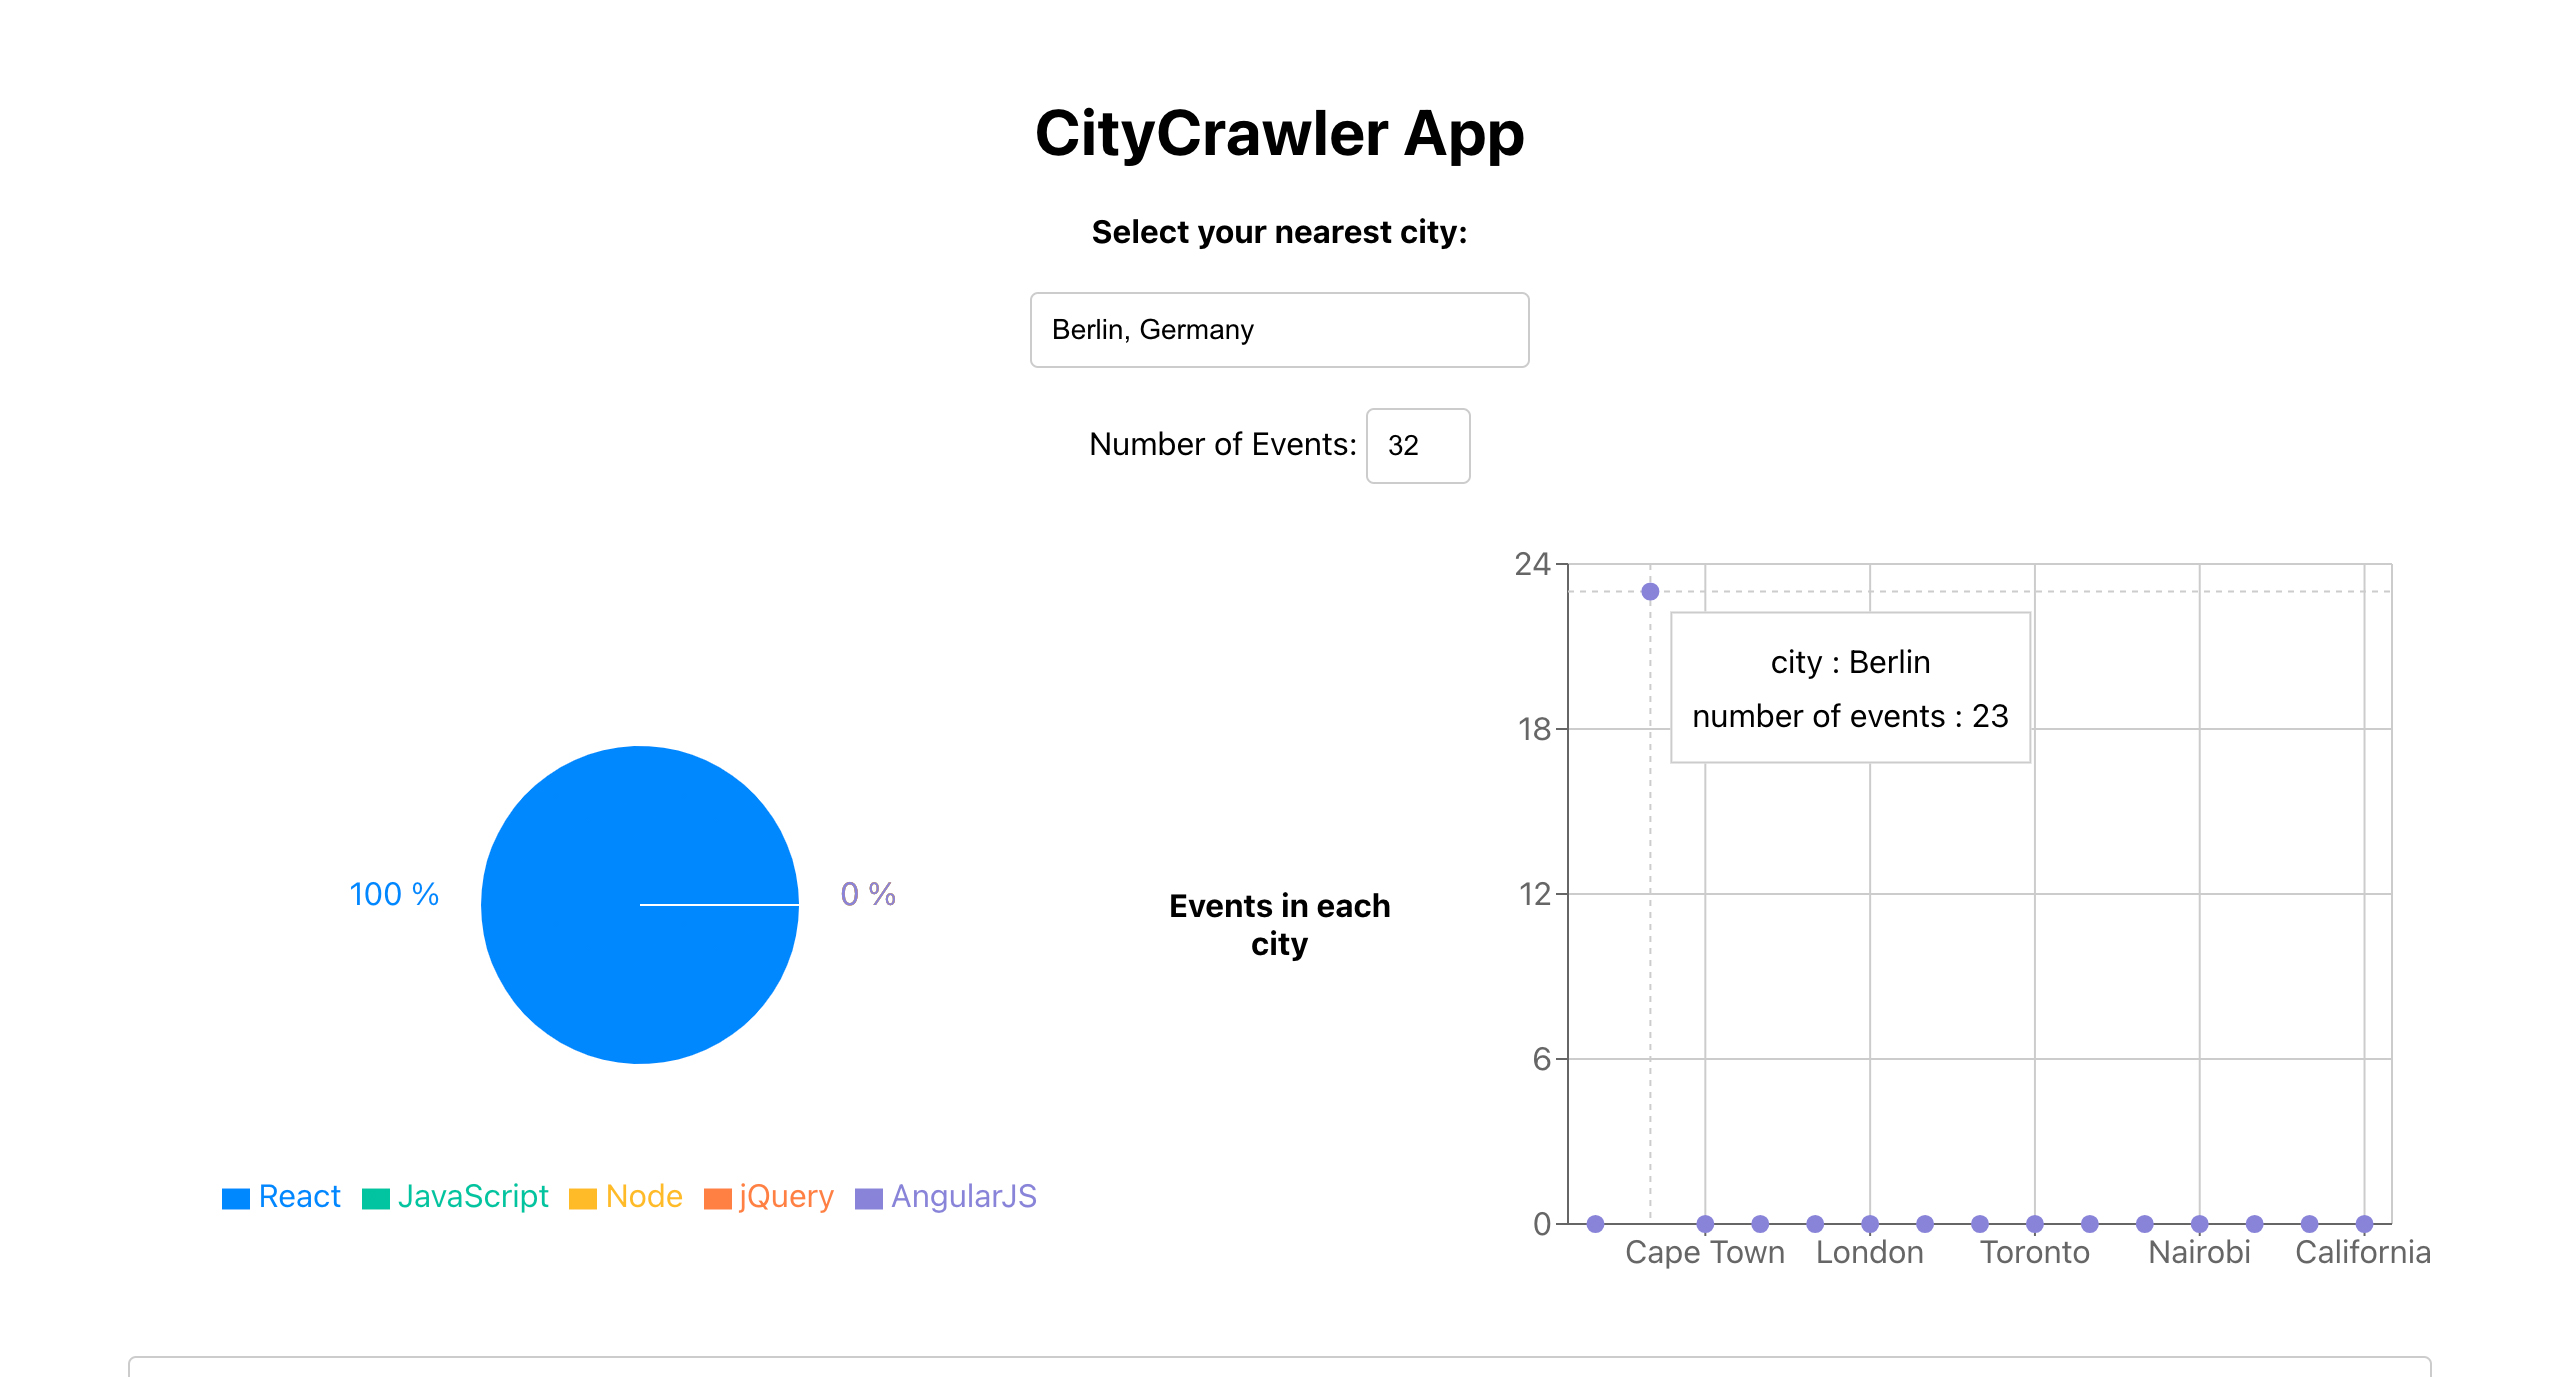 CityCrawler App
Select your nearest city:
Berlin, Germany
Number of Events: 32
100 %
0 %
React JavaScript Node jQuery AngularJS
Events in each
city
24
18
12
6
0
city : Berlin
number of events : 23
Cape Town London Toronto Nairobi California